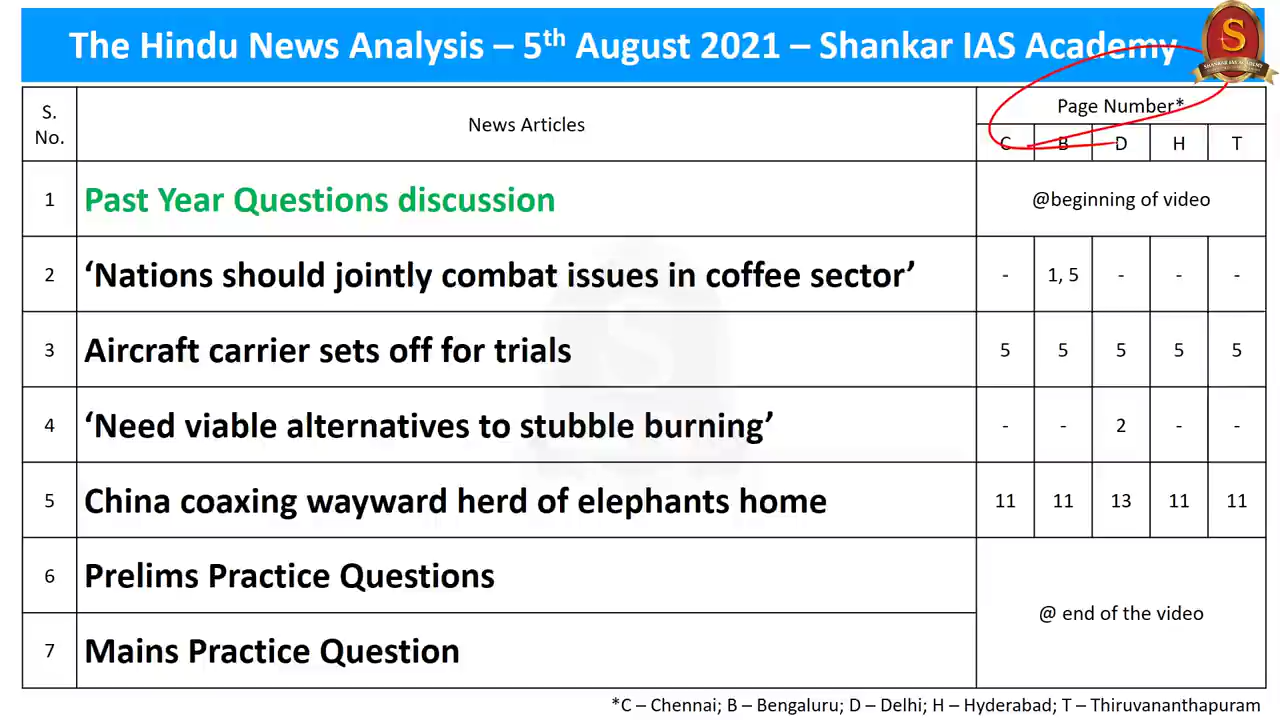 The Hindu News Analysis – 5th August 2021 – Shankar IAS Academy
S
SHANKAR IAS ACADEMY
S. No. News Articles Page Number*
C B D H T
1 Past Year Questions discussion @beginning of video
2 ‘Nations should jointly combat issues in coffee sector’ - 1, 5 - - -
3 Aircraft carrier sets off for trials 5 5 5 5 5
4 ‘Need viable alternatives to stubble burning’ - - 2 - -
5 China coaxing wayward herd of elephants home 11 11 13 11 11
6 Prelims Practice Questions @ end of the video
7 Mains Practice Question
*C – Chennai; B – Bengaluru; D – Delhi; H – Hyderabad; T – Thiruvananthapuram